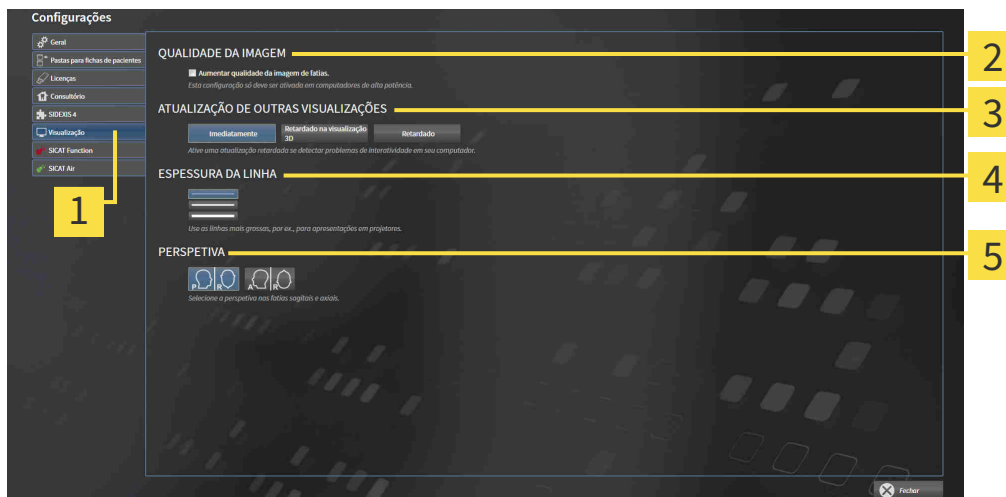 Configurações
Geral
Pastas para fichas de pacientes
Licenças
Consultório
SIDEXIS 4
Visualização
SICAT Function
SICAT Air
1
QUALIDADE DA IMAGEM
2
Aumentar qualidade da imagem de fatias.
Esta configuração só deve ser ativada em computadores de alta potência.
ATUALIZAÇÃO DE OUTRAS VISUALIZAÇÕES
3
Imediatamente
Retardado na visualização
3D
Retardado
Ative uma atualização retardada se detectar problemas de interatividade em seu computador.
ESPESSURA DA LINHA
4
Use as linhas mais grossas, por ex., para apresentações em projetores.
PERSPETIVA
5
P R A R
Selecione a perspetiva nas fatias sagitais e axiais.
Fechar